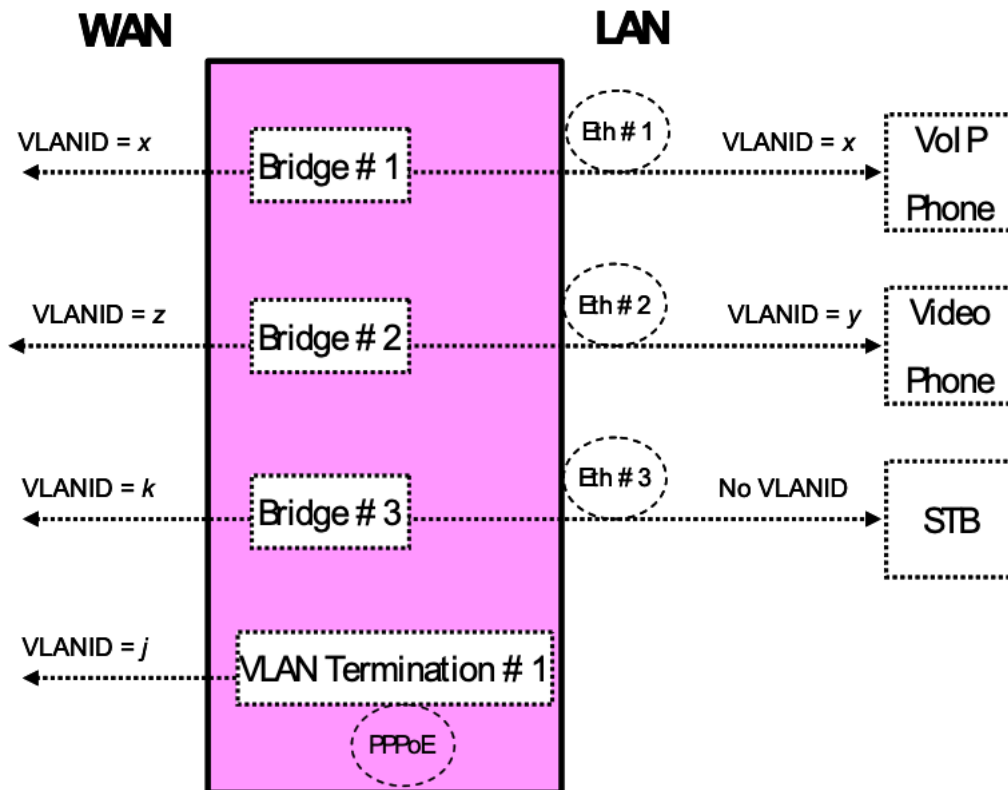 WAN
LAN
VLANID = x
Bridge # 1
Eth # 1
VLANID = x
VoIP
Phone
VLANID = z
Bridge # 2
Eth # 2
VLANID = y
Video
Phone
VLANID = k
Bridge # 3
Eth # 3
No VLANID
STB
VLANID = j
VLAN Termination # 1
PPPoE